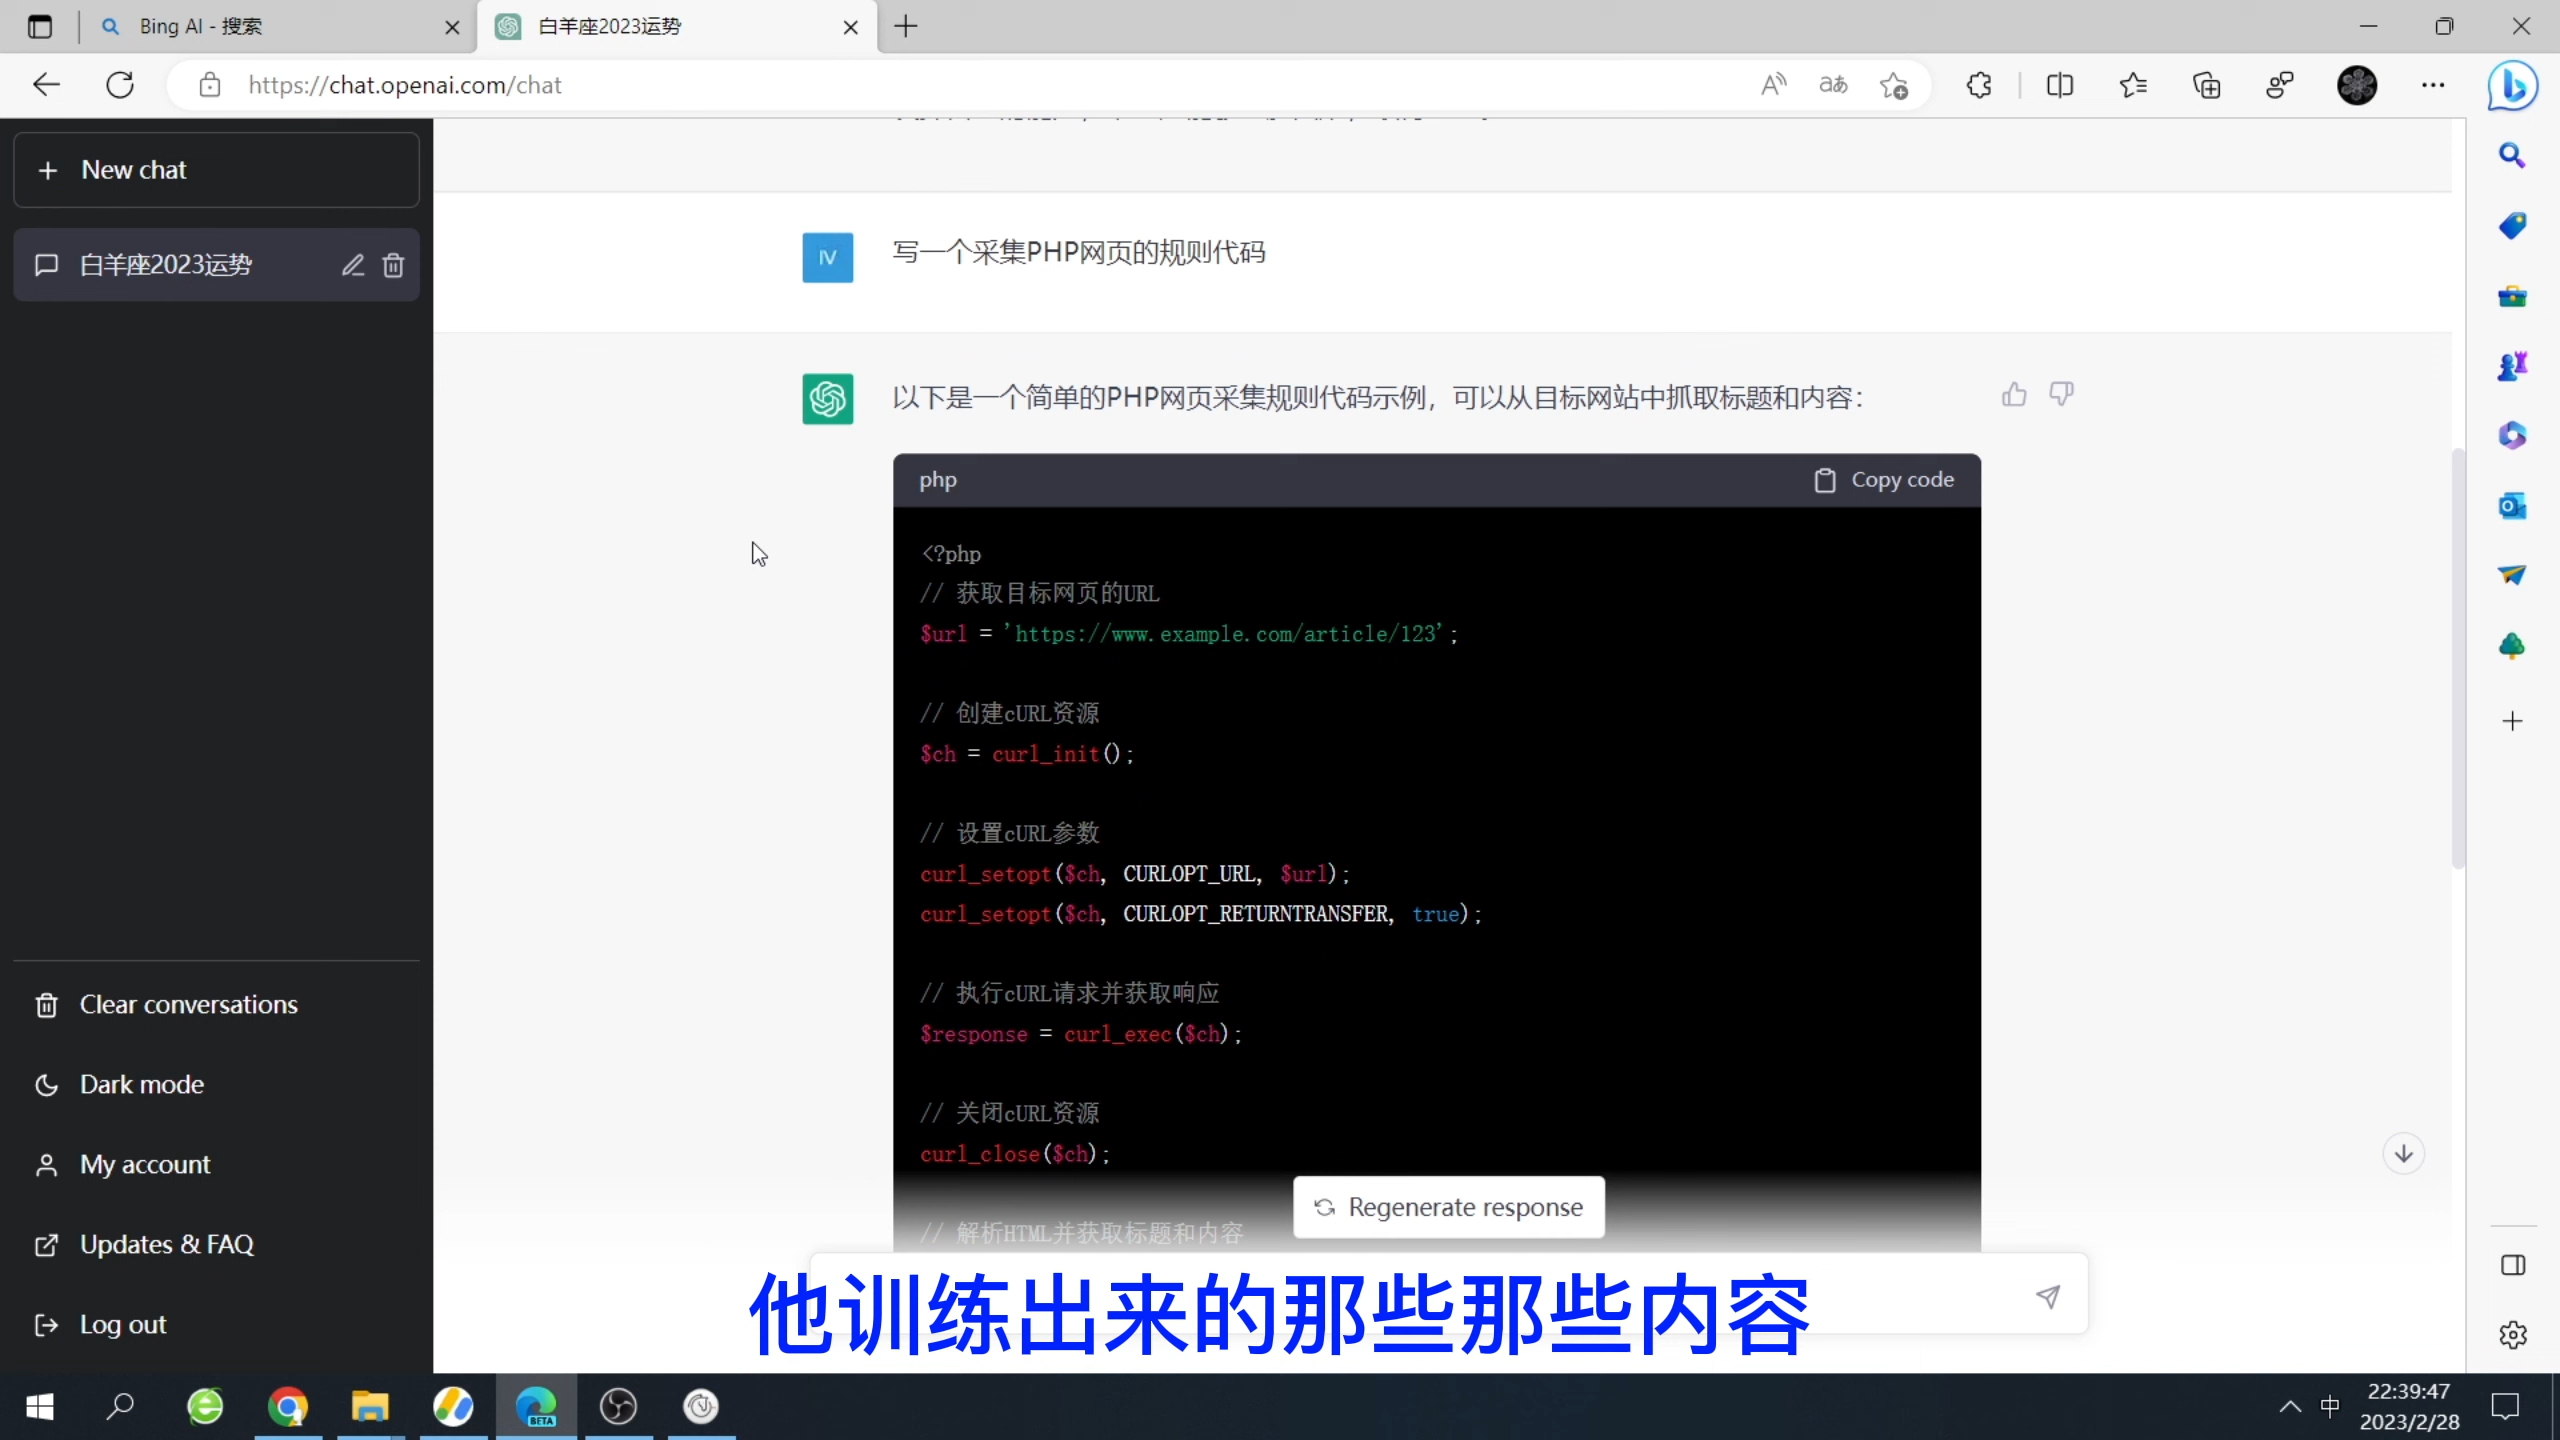 Bing AI - 搜索
白羊座2023运势
https://chat.openai.com/chat
New chat
白羊座2023运势
Clear conversations
Dark mode
My account
Updates & FAQ
Log out
IV
写一个采集PHP网页的规则代码
以下是一个简单的PHP网页采集规则代码示例，可以从目标网站中抓取标题和内容：
php
Copy code
<?php
// 获取目标网页的URL
$url = 'https://www.example.com/article/123';
// 创建cURL资源
$ch = curl_init();
// 设置cURL参数
curl_setopt($ch, CURLOPT_URL, $url);
curl_setopt($ch, CURLOPT_RETURNTRANSFER, true);
// 执行cURL请求并获取响应
$response = curl_exec($ch);
// 关闭cURL资源
curl_close($ch);
// 解析HTML并获取标题和内容
Regenerate response
他训练出来的那些那些内容
BETA
中
22:39:47
2023/2/28